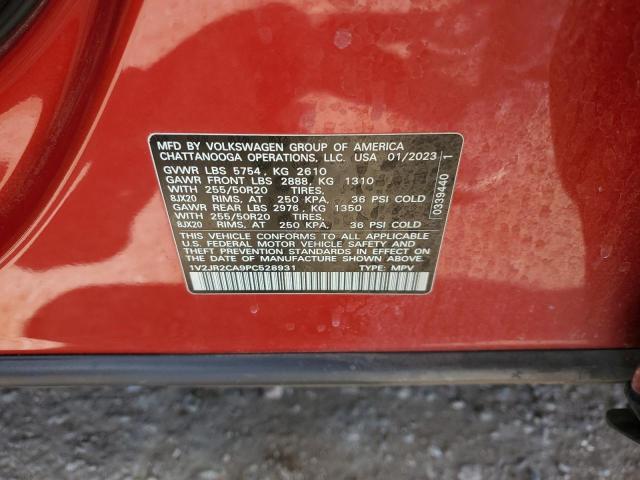 MFD BY VOLKSWAGEN GROUP OF AMERICA
CHATTANOOGA OPERATIONS, LLC. USA 01/2023
GVWR LBS 5754 , KG 2610
GAWR FRONT LBS 2888, KG 1310
WITH 255/50R20 TIRES,
8JX20 RIMS, AT 250 KPA, 36 PSI COLD
GAWR REAR LBS 2976, KG 1350
WITH 255/50R20 TIRES,
8JX20 RIMS, AT 250 KPA, 36 PSI COLD
THIS VEHICLE CONFORMS TO ALL APPLICABLE
U.S. FEDERAL MOTOR VEHICLE SAFETY AND
THEFT PREVENTION STANDARDS IN EFFECT ON
THE DATE OF MANUFACTURE SHOWN ABOVE
1V2JR2CA9PC528931 TYPE: MPV
0339440 1